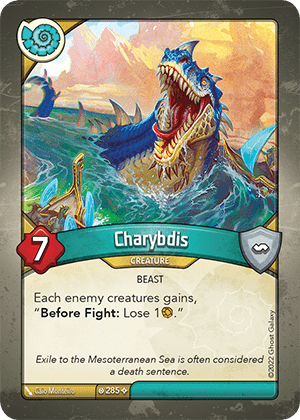 Charybdis
CREATURE
7
BEAST
Each enemy creatures gains,
“Before Fight: Lose 1.”
Exile to the Mesoterranean Sea is often considered
a death sentence.
Caio Monteiro
285
©2022 Ghost Galaxy